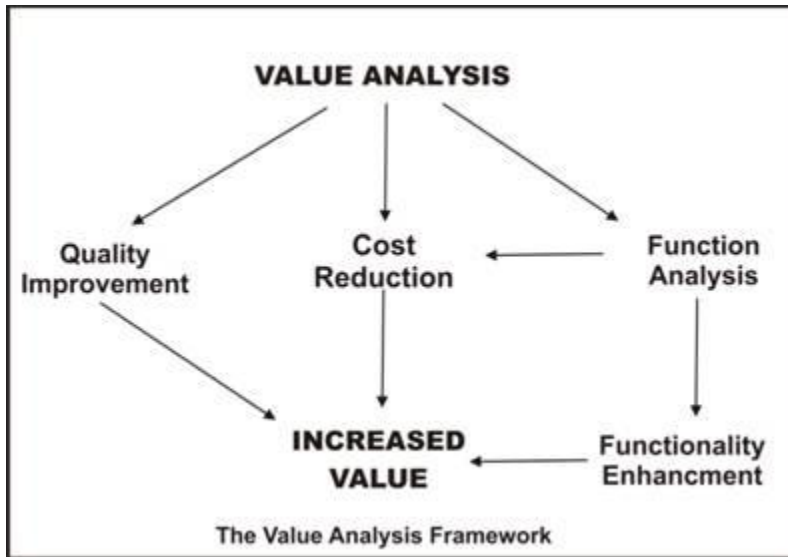 VALUE ANALYSIS
Quality
Improvement
Cost
Reduction
Function
Analysis
INCREASED
VALUE
Functionality
Enhancment
The Value Analysis Framework